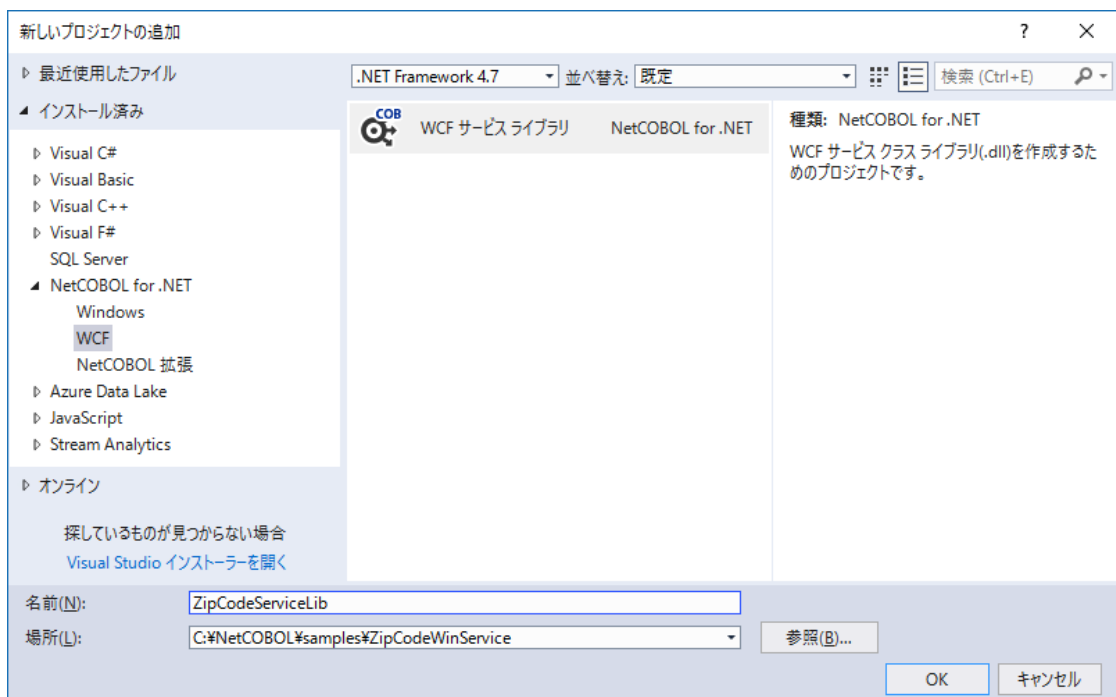 新しいプロジェクトの追加
?
最近使用したファイル
.NET Framework 4.7
並べ替え:
既定
検索 (Ctrl+E)
インストール済み
Visual C#
Visual Basic
Visual C++
Visual F#
SQL Server
NetCOBOL for .NET
Windows
WCF
NetCOBOL 拡張
Azure Data Lake
JavaScript
Stream Analytics
オンライン
探しているものが見つからない場合
Visual Studio インストーラーを開く
COB
WCF サービス ライブラリ NetCOBOL for .NET
種類: NetCOBOL for .NET
WCF サービス クラス ライブラリ(.dll)を作成するた
めのプロジェクトです。
名前(N):
ZipCodeServiceLib
場所(L):
C:¥NetCOBOL¥samples¥ZipCodeWinService
参照(B)...
OK
キャンセル